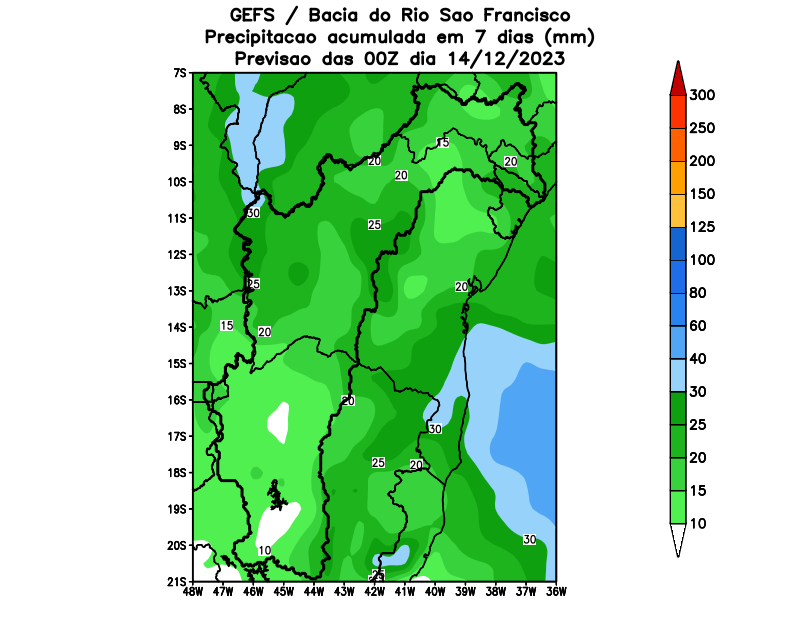 GEFS / Bacia do Rio Sao Francisco
Precipitacao acumulada em 7 dias (mm)
Previsao das 00Z dia 14/12/2023
7S
8S
9S
10S
11S
12S
13S
14S
15S
16S
17S
18S
19S
20S
21S
48W 47W 46W 45W 44W 43W 42W 41W 40W 39W 38W 37W 36W
15
20
20
20
30
25
25
20
15
20
20
30
25
20
30
10
25
300
250
200
150
125
100
80
60
40
30
25
20
15
10